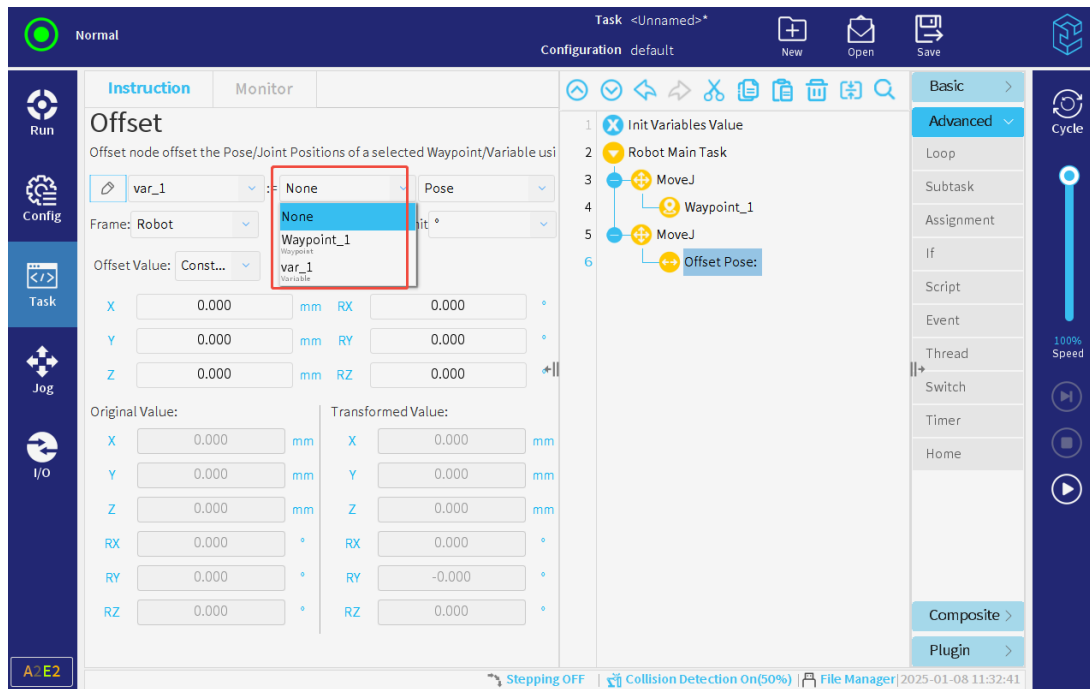 Normal
Task <Unnamed>*
Configuration default
New
Open
Save
Run
Config
Task
Jog
I/O
A2E2
Instruction
Monitor
Offset
Offset node offset the Pose/Joint Positions of a selected Waypoint/Variable usi
var_1 := None Pose
None
Waypoint_1
Waypoint
var_1
Variable
Frame: Robot
°
Offset Value: Const...
X 0.000 mm RX 0.000 °
Y 0.000 mm RY 0.000 °
Z 0.000 mm RZ 0.000 °
Original Value: Transformed Value:
X 0.000 mm X 0.000 mm
Y 0.000 mm Y 0.000 mm
Z 0.000 mm Z 0.000 mm
RX 0.000 ° RX 0.000 °
RY 0.000 ° RY -0.000 °
RZ 0.000 ° RZ 0.000 °
1 Init Variables Value
2 Robot Main Task
3 MoveJ
4 Waypoint_1
5 MoveJ
6 Offset Pose:
Basic
Advanced
Loop
Subtask
Assignment
If
Script
Event
Thread
Switch
Timer
Home
Composite
Plugin
Cycle
100%
Speed
Stepping OFF | Collision Detection On(50%) | File Manager | 2025-01-08 11:32:41